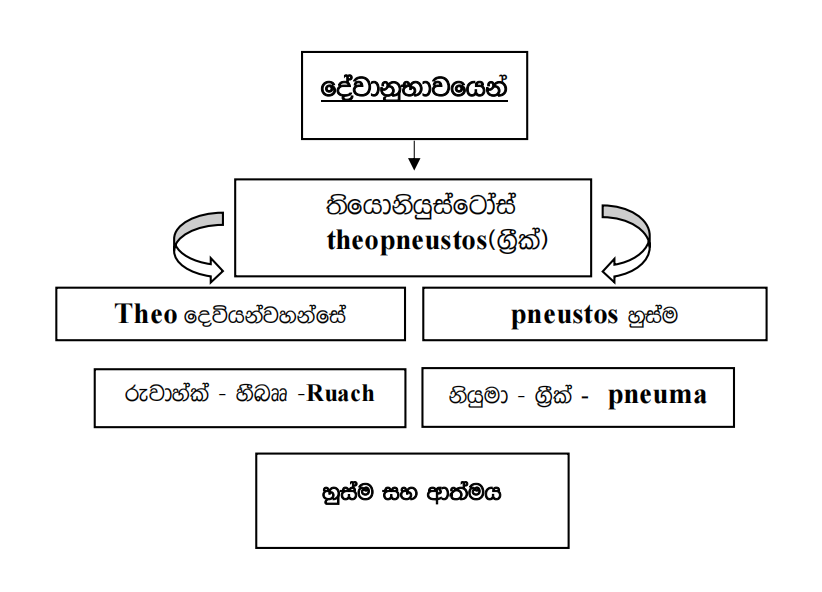 දේවානුභාවයෙන්
තියොනියුස්ටෝස්
theopneustos(ග්‍රීක්)
Theo දෙවියන්වහන්සේ
pneustos හුස්ම
රුවාහ්ක් - හීබෲ -Ruach
නියුමා - ග්‍රීක් - pneuma
හුස්ම සහ ආත්මය